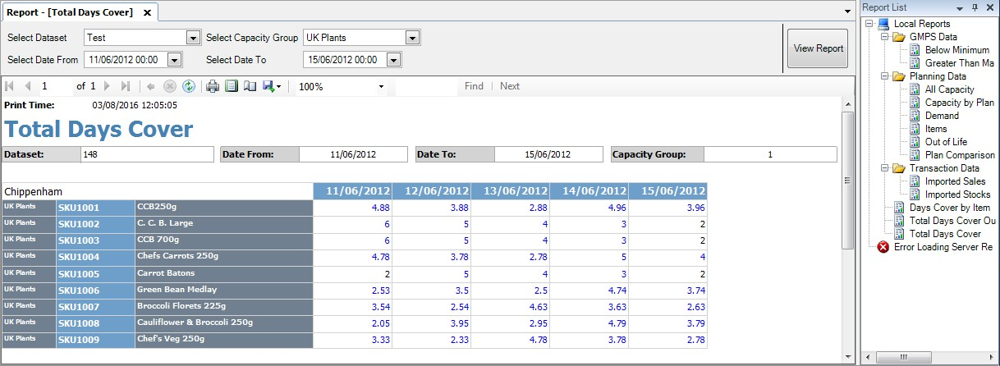 Report - [Total Days Cover]
Select Dataset Test Select Capacity Group UK Plants
Select Date From 11/06/2012 00:00 Select Date To 15/06/2012 00:00
View Report
1 of 1 100% Find | Next
Print Time: 03/08/2016 12:05:05
Total Days Cover
Dataset: 148 Date From: 11/06/2012 Date To: 15/06/2012 Capacity Group: 1
Chippenham 11/06/2012 12/06/2012 13/06/2012 14/06/2012 15/06/2012
UK Plants SKU1001 CCB250g 4.88 3.88 2.88 4.96 3.96
UK Plants SKU1002 C. C. B. Large 6 5 4 3 2
UK Plants SKU1003 CCB 700g 6 5 4 3 2
UK Plants SKU1004 Chefs Carrots 250g 4.78 3.78 2.78 5 4
UK Plants SKU1005 Carrot Batons 2 5 4 3 2
UK Plants SKU1006 Green Bean Medlay 2.53 3.5 2.5 4.74 3.74
UK Plants SKU1007 Broccoli Florets 225g 3.54 2.54 4.63 3.63 2.63
UK Plants SKU1008 Cauliflower & Broccoli 250g 2.05 3.95 2.95 4.79 3.79
UK Plants SKU1009 Chef's Veg 250g 3.33 2.33 4.78 3.78 2.78
Report List
Local Reports
GMPS Data
Below Minimum
Greater Than Ma
Planning Data
All Capacity
Capacity by Plan
Demand
Items
Out of Life
Plan Comparison
Transaction Data
Imported Sales
Imported Stocks
Days Cover by Item
Total Days Cover Ou
Total Days Cover
Error Loading Server Re